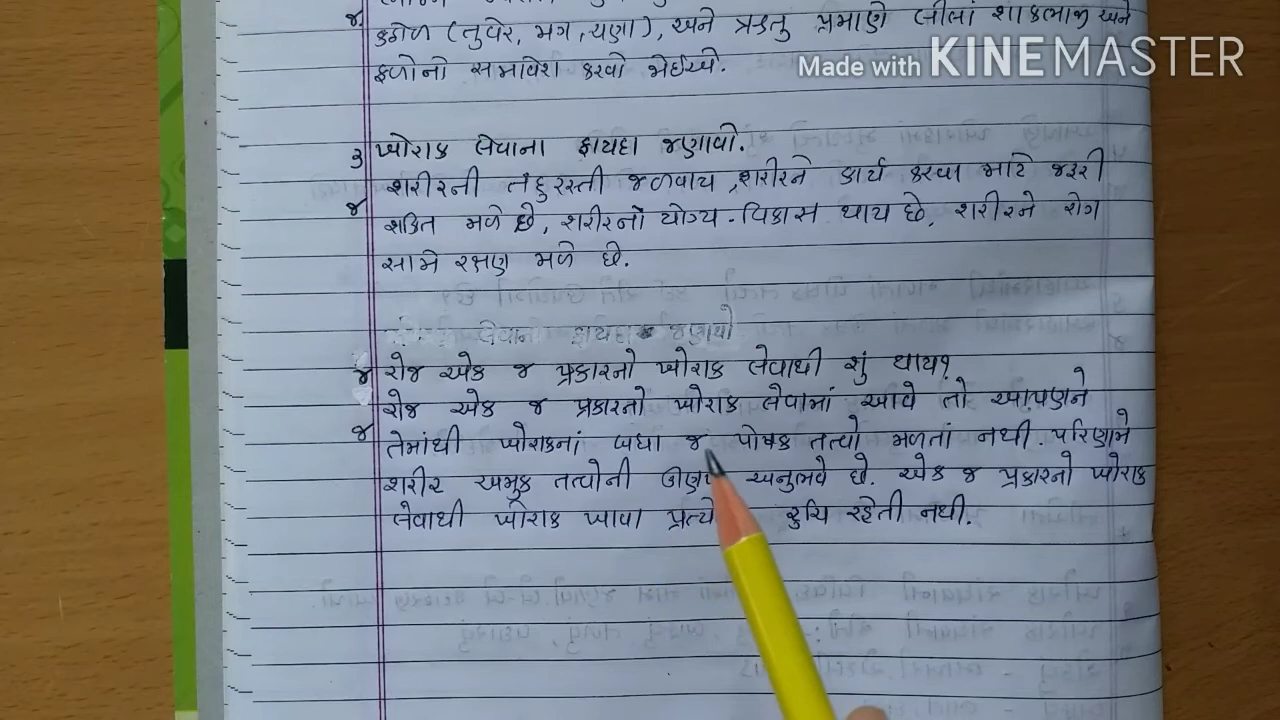 જ
કઠોળ (તુવેર, મગ, ચણા), અને ઋતુ પ્રમાણે લીલાં શાકભાજી અને
ફળોનો સમાવેશ કરવો જોઈએ.
Made with KINEMASTER
૩ ખોરાક લેવાના ફાયદા જણાવો.
શરીરની તંદુરસ્તી જળવાય, શરીરને કાર્ય કરવા માટે જરૂરી
જ શક્તિ મળે છે, શરીરનો યોગ્ય વિકાસ થાય છે. શરીરને રોગ
સામે રક્ષણ મળે છે.
લેવાના ફાયદા જણાવો
૪ રોજ એક જ પ્રકારનો ખોરાક લેવાથી શું થાય?
રોજ એક જ પ્રકારનો ખોરાક લેવામાં આવે તો આપણને
જ તેમાંથી ખોરાકનાં બધા જ પોષક તત્વો મળતાં નથી. પરિણામે
શરીર અમુક તત્વોની અનુભવે છે. એક જ પ્રકારનો ખોરાક
લેવાથી ખોરાક ખાવા રુચિ રહેતી નથી.